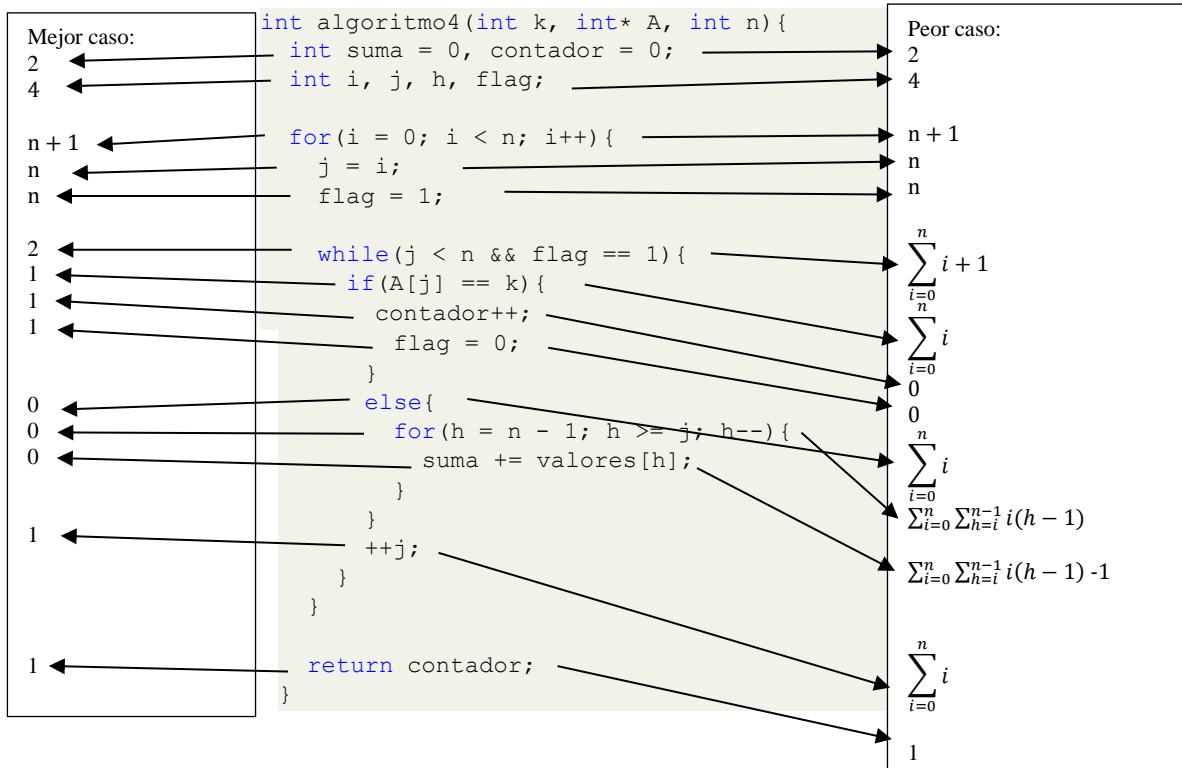 Mejor caso:
2
4
n + 1
n
n
2
1
1
1
0
0
0
1
1
int algoritmo4(int k, int* A, int n){
int suma = 0, contador = 0;
int i, j, h, flag;
for(i = 0; i < n; i++){
j = i;
flag = 1;
while(j < n && flag == 1){
if(A[j] == k){
contador++;
flag = 0;
}
else{
for(h = n - 1; h >= j; h--){
suma += valores[h];
}
}
++j;
}
}
return contador;
}
Peor caso:
2
4
n + 1
n
n
∑_{i=0}^{n} i + 1
∑_{i=0}^{n} i
0
0
∑_{i=0}^{n} i
∑_{i=0}^{n} ∑_{h=i}^{n−1} i(h − 1)
∑_{i=0}^{n} ∑_{h=i}^{n−1} i(h − 1) -1
∑_{i=0}^{n} i
1